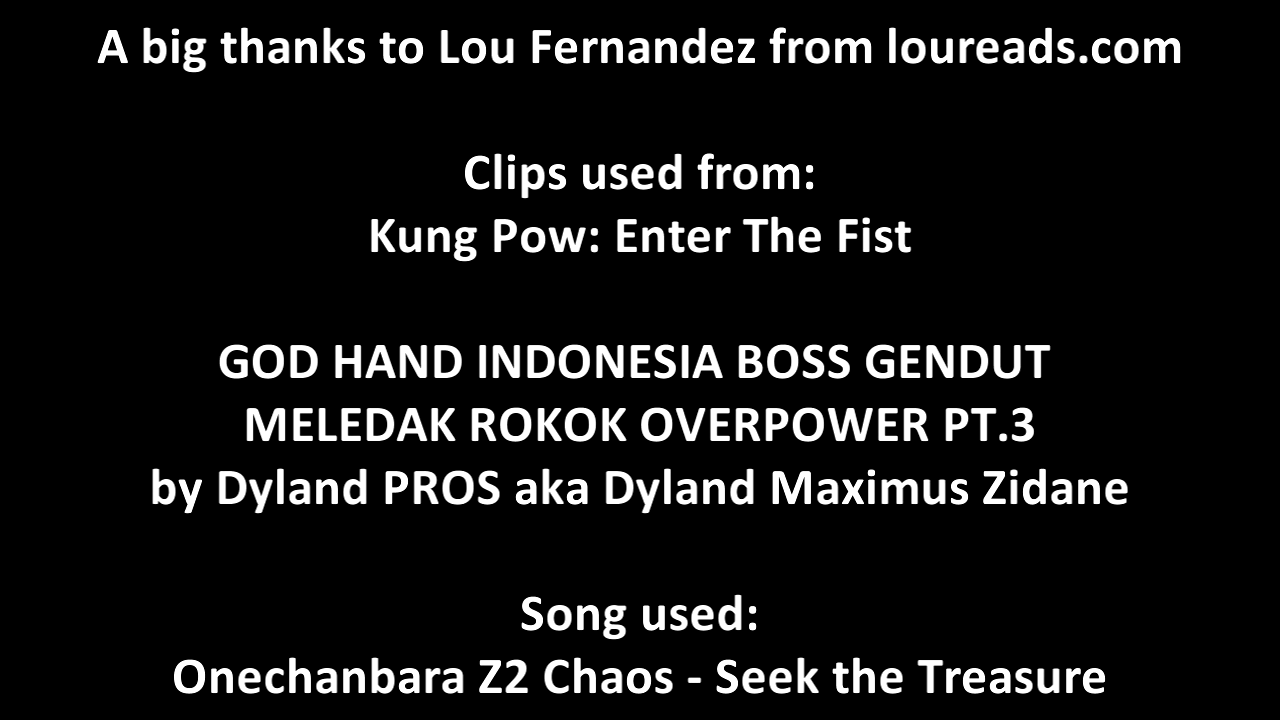 A big thanks to Lou Fernandez from loureads.com
Clips used from:
Kung Pow: Enter The Fist
GOD HAND INDONESIA BOSS GENDUT
MELEDAK ROKOK OVERPOWER PT.3
by Dyland PROS aka Dyland Maximus Zidane
Song used:
Onechanbara Z2 Chaos - Seek the Treasure